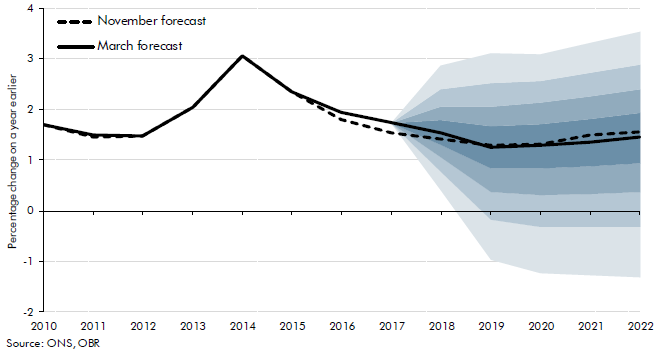 4
November forecast
March forecast
3
2
1
0
-1
-2
Percentage change on a year earlier
2010 2011 2012 2013 2014 2015 2016 2017 2018 2019 2020 2021 2022
Source: ONS, OBR